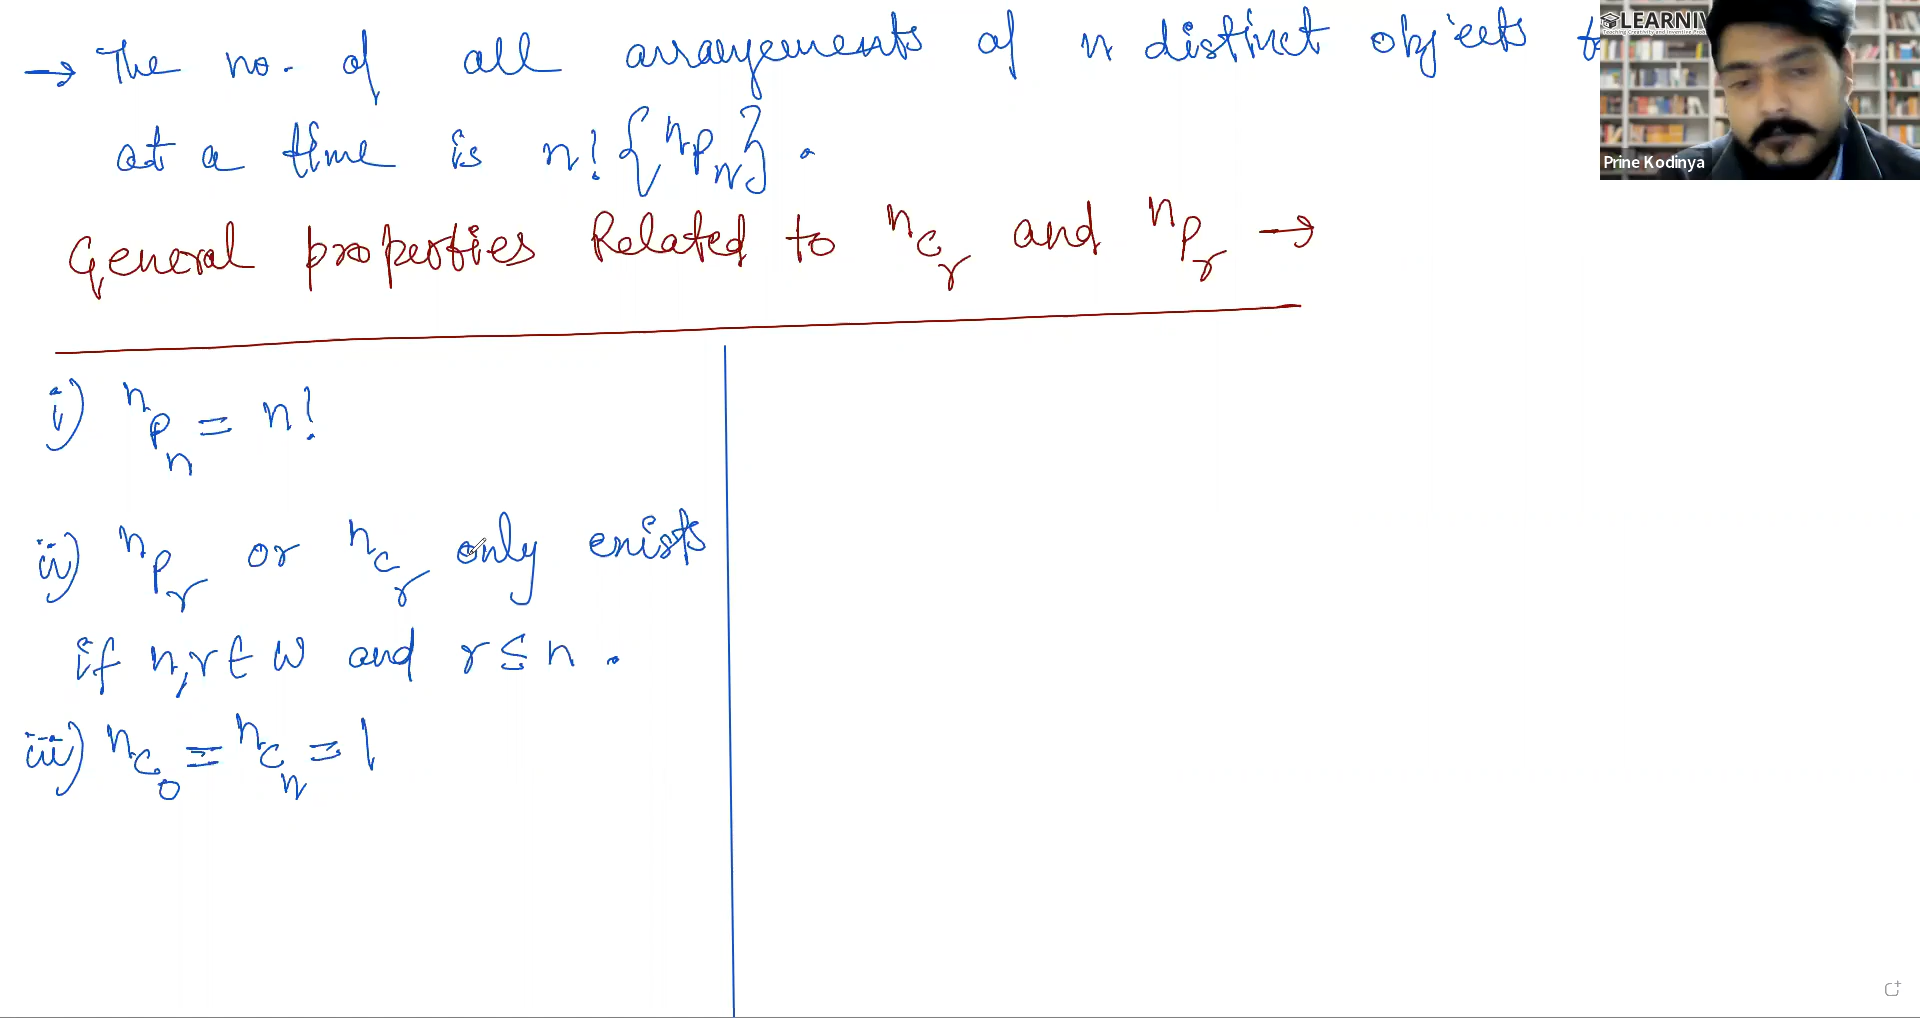 → The no. of all arrangements of n distinct objects
LEARNIV
at a time is n! {ⁿPₙ}.
Prine Kodinya
General properties Related to ⁿCᵣ and ⁿPᵣ →
i) ⁿPₙ = n!
ii) ⁿPᵣ or ⁿCᵣ only exists
if n,r ∈ W and r ≤ n.
iii) ⁿC₀ = ⁿCₙ = 1